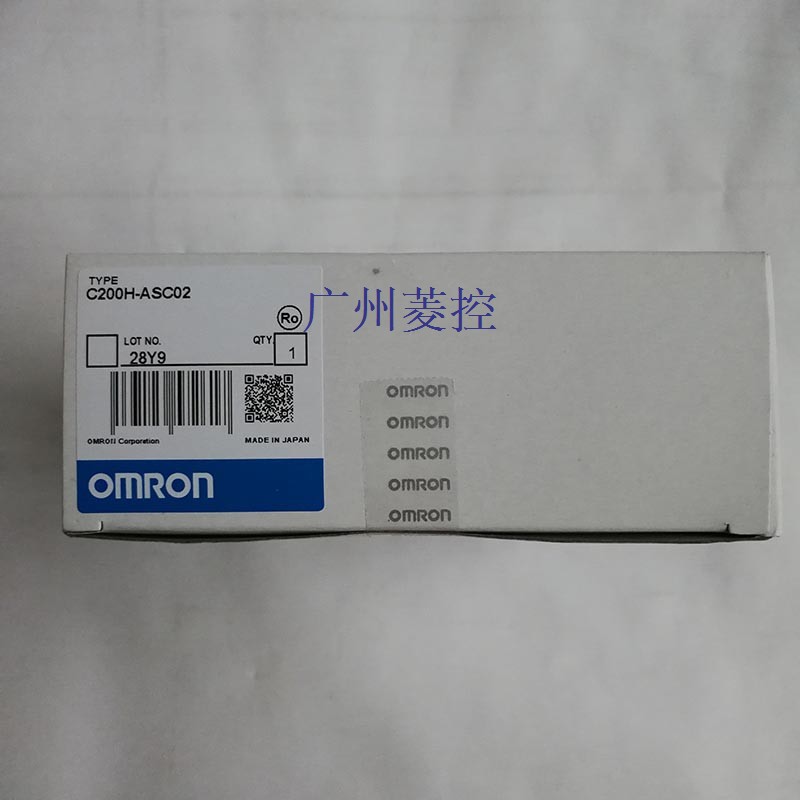 TYPE
C200H-ASC02
Ro
广州菱控
LOT NO.
QTY.
28Y9
1
OMRON Corporation
MADE IN JAPAN
OMRON
OMRON
OMRON
OMRON
OMRON
OMRON